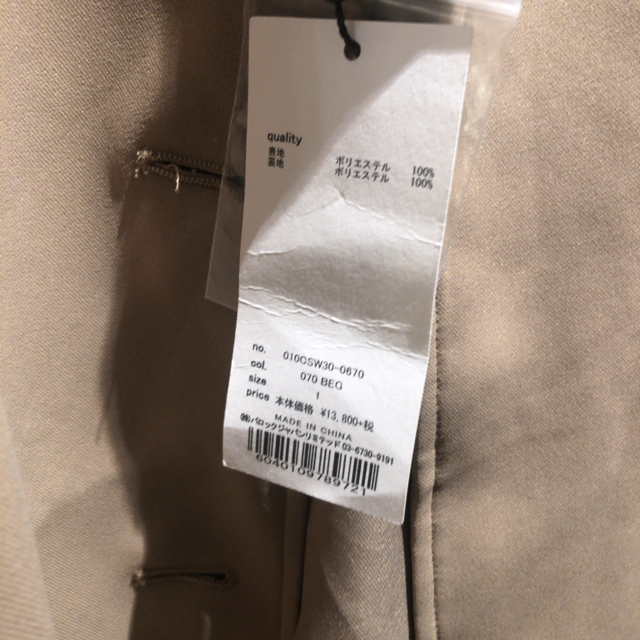 quality
表地 ポリエステル 100%
裏地 ポリエステル 100%
no. 010CSW30-0670
col. 070 BEG
size 1
price 本体価格 ¥13,800+税
MADE IN CHINA
㈱バロックジャパンリミテッド 03-6730-9191